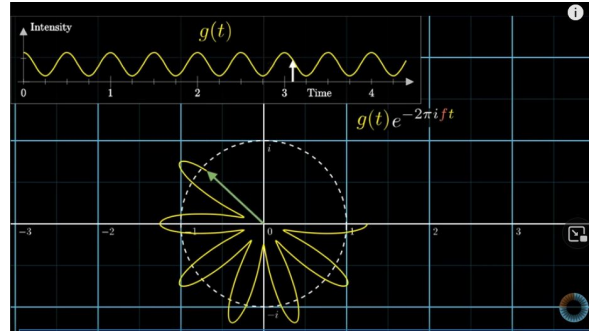 i
Intensity
g(t)
0 1 2 3 Time 4
g(t)e^{-2πift}
i
-3 -2 -1 0 1 2 3
-i